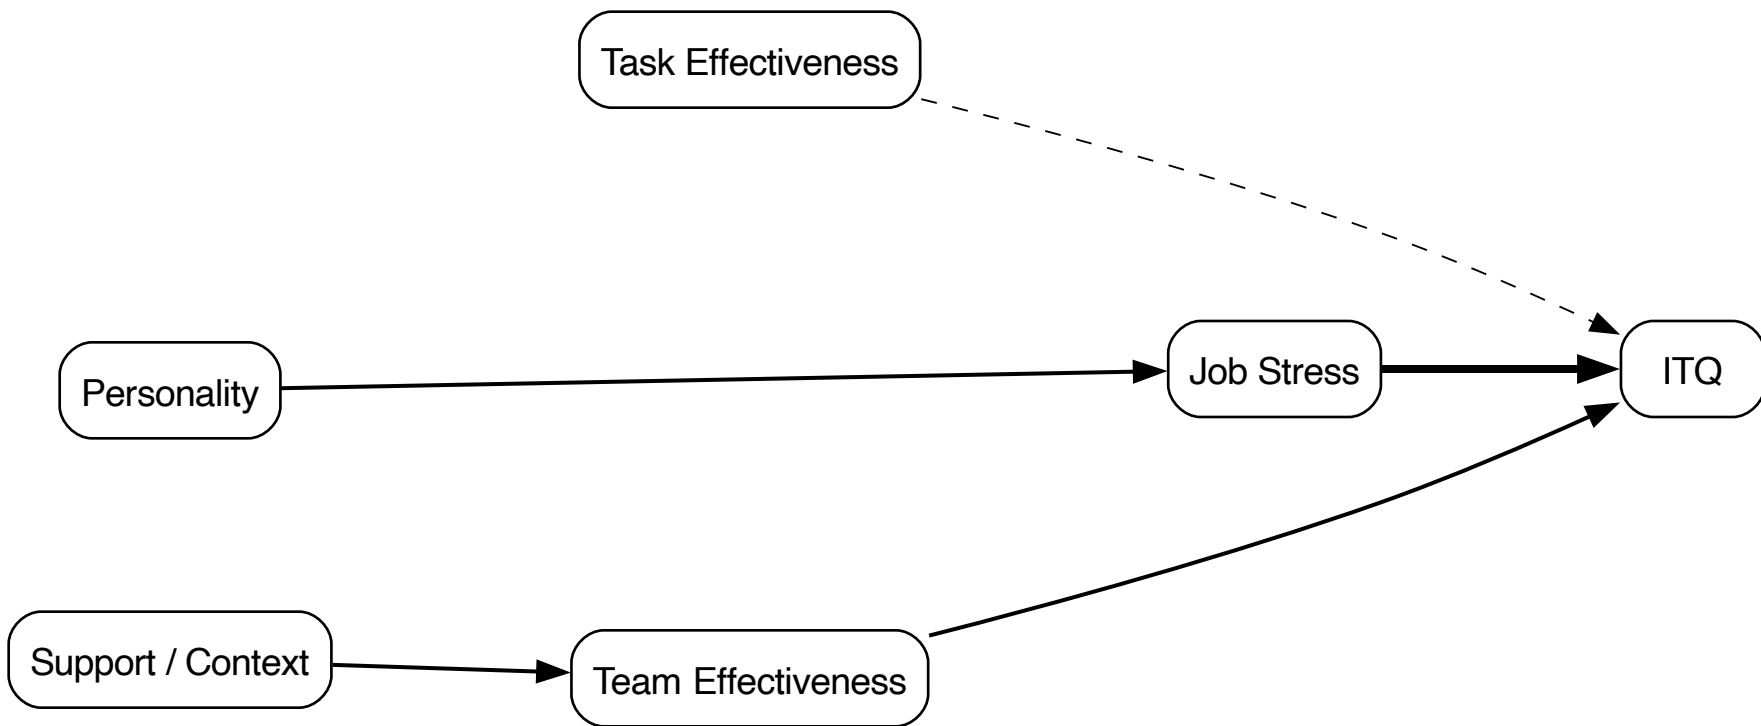 Task Effectiveness
Personality
Job Stress
ITQ
Support / Context
Team Effectiveness